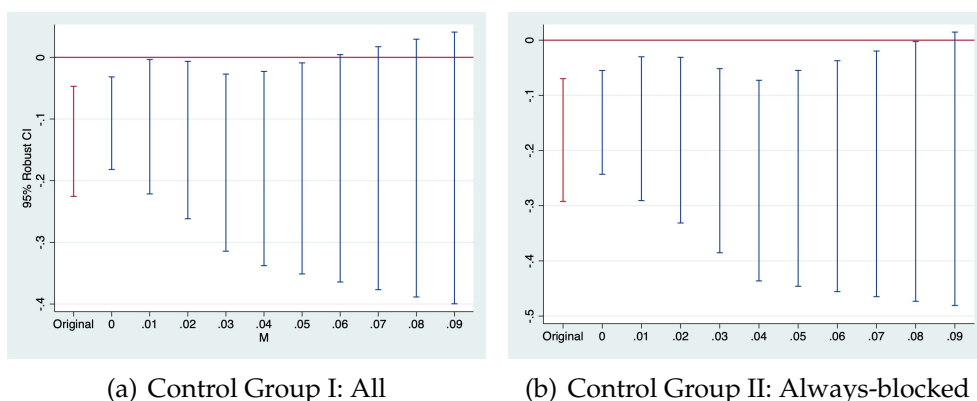 95% Robust CI
0
-.1
-.2
-.3
-.4
Original 0 .01 .02 .03 .04 .05 .06 .07 .08 .09
M
(a) Control Group I: All
0
-.1
-.2
-.3
-.4
-.5
Original 0 .01 .02 .03 .04 .05 .06 .07 .08 .09
(b) Control Group II: Always-blocked